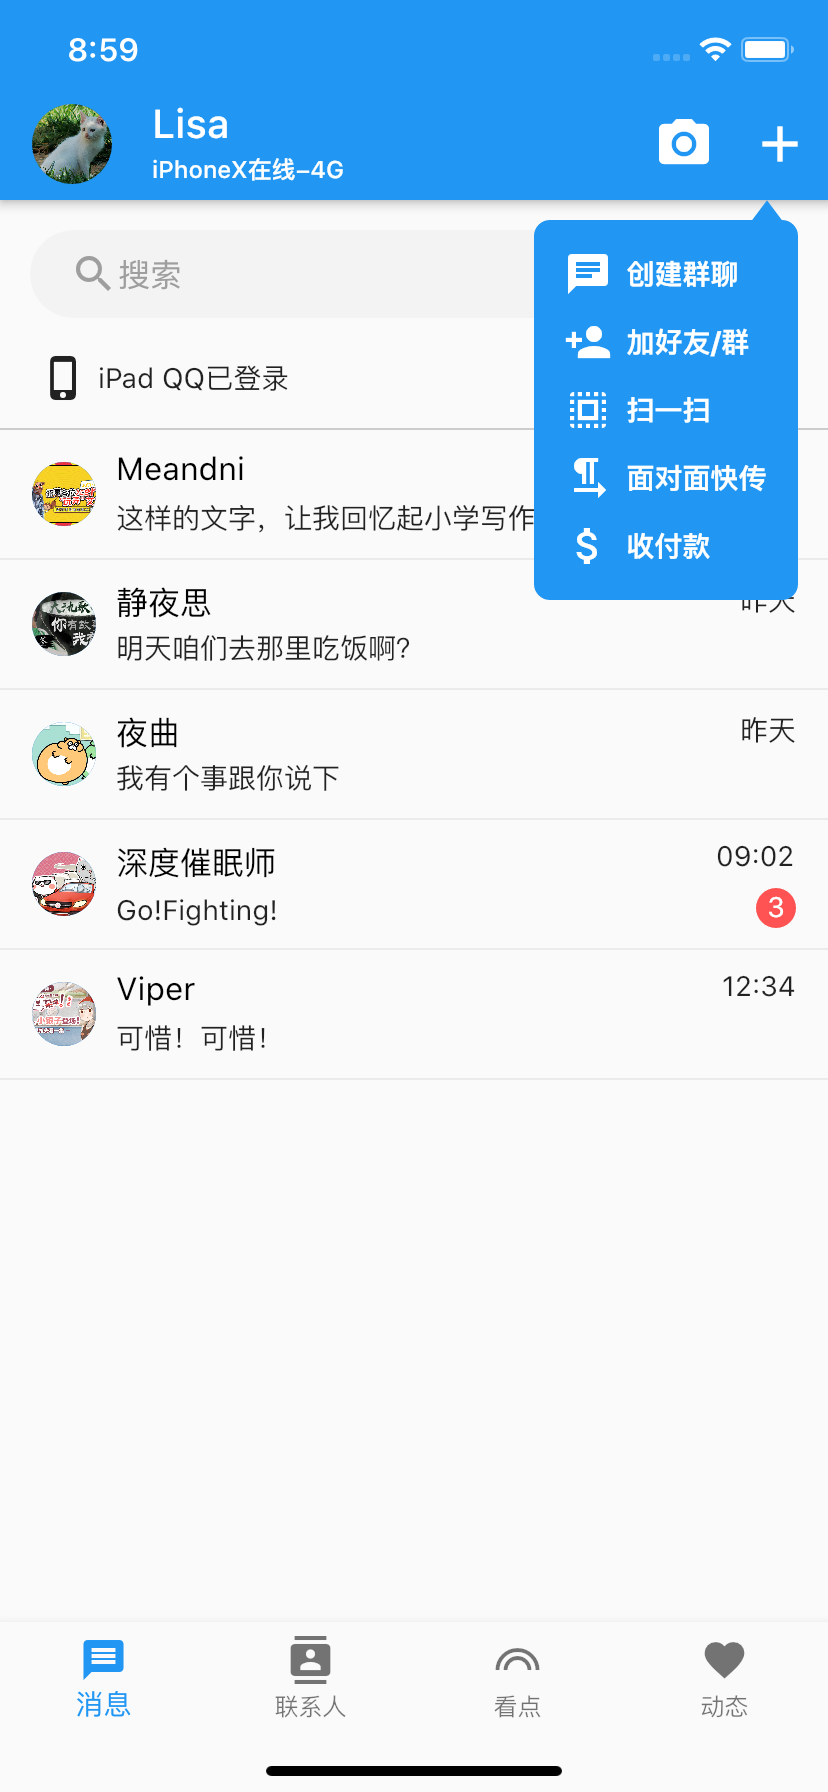 8:59
Lisa
iPhoneX在线-4G
搜索
创建群聊
加好友/群
扫一扫
面对面快传
收付款
iPad QQ已登录
Meandni
这样的文字，让我回忆起小学写作
静夜思
昨天
明天咱们去那里吃饭啊?
夜曲
昨天
我有个事跟你说下
深度催眠师
09:02
Go!Fighting!
3
Viper
12:34
可惜！可惜！
消息
联系人
看点
动态